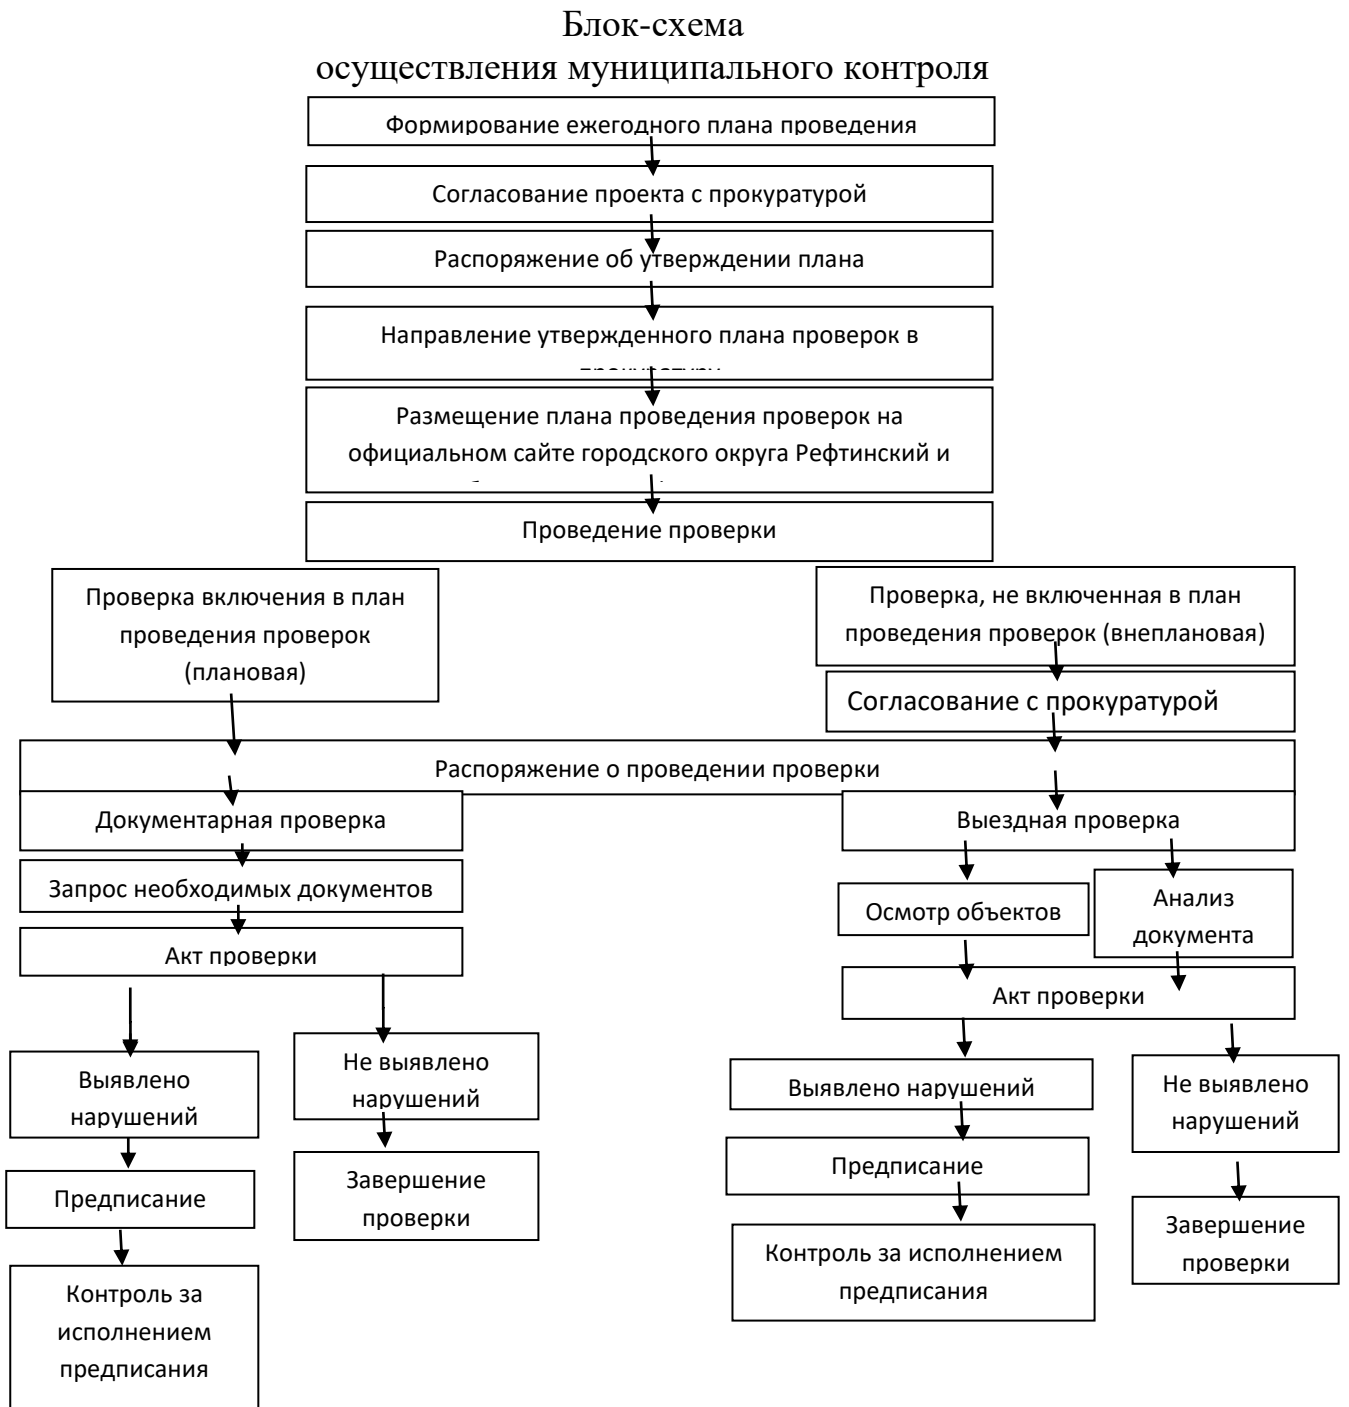 Блок-схема
осуществления муниципального контроля
Формирование ежегодного плана проведения
Согласование проекта с прокуратурой
Распоряжение об утверждении плана
Направление утвержденного плана проверок в
прокуратуру
Размещение плана проведения проверок на
официальном сайте городского округа Рефтинский и
Проведение проверки
Проверка включения в план
проведения проверок
(плановая)
Проверка, не включенная в план
проведения проверок (внеплановая)
Согласование с прокуратурой
Распоряжение о проведении проверки
Документарная проверка
Выездная проверка
Запрос необходимых документов
Осмотр объектов
Анализ
документа
Акт проверки
Акт проверки
Выявлено
нарушений
Не выявлено
нарушений
Выявлено нарушений
Не выявлено
нарушений
Предписание
Завершение
проверки
Предписание
Завершение
проверки
Контроль за
исполнением
предписания
Контроль за исполнением
предписания